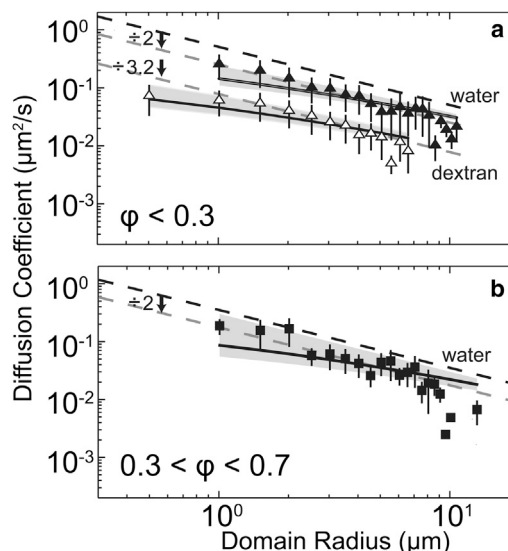 a
10⁰
10⁻¹
10⁻²
10⁻³
÷2
÷3.2
water
dextran
φ < 0.3
Diffusion Coefficient (μm²/s)
b
10⁰
10⁻¹
10⁻²
10⁻³
÷2
water
0.3 < φ < 0.7
10⁰
10¹
Domain Radius (μm)